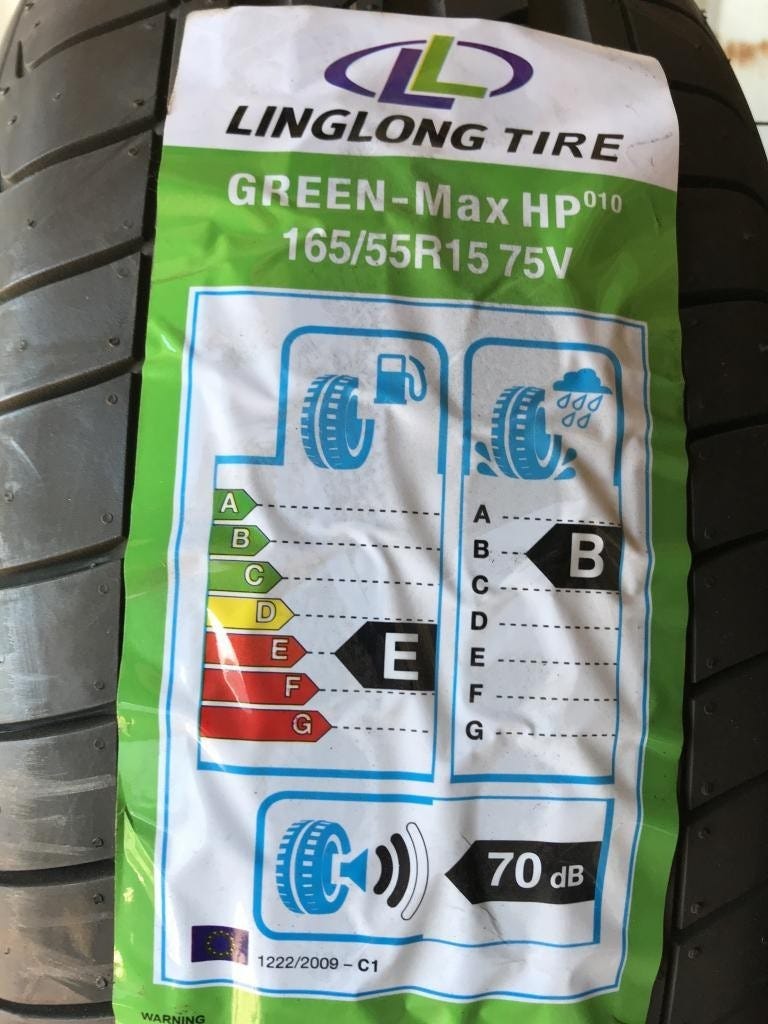 LINGLONG TIRE
GREEN-Max HP010
165/55R15 75V
A
B
C
D
E
F
G
E
A
B
C
D
E
F
G
B
70 dB
1222/2009 – C1
WARNING